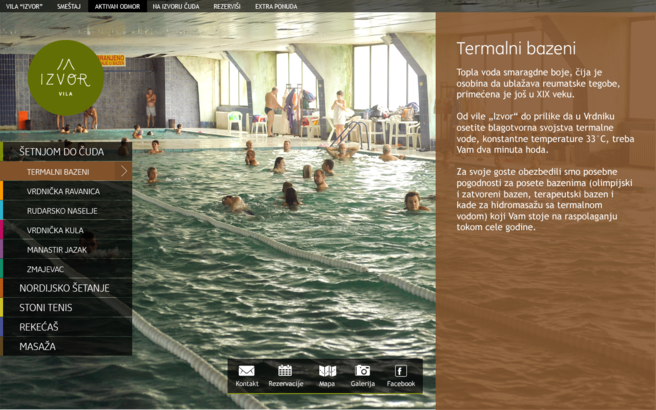 VILA "IZVOR" SMEŠTAJ AKTIVAN ODMOR NA IZVORU ČUDA REZERVIŠI EXTRA PONUDA
IZVOR
VILA
ŠETNJOM DO ČUDA
TERMALNI BAZENI
VRDNIČKA RAVANICA
RUDARSKO NASELJE
VRDNIČKA KULA
MANASTIR JAZAK
ZMAJEVAC
NORDIJSKO ŠETANJE
STONI TENIS
REKEĆAŠ
MASAŽA
Termalni bazeni
Topla voda smaragdne boje, čija je
osobina da ublažava reumatske tegobe,
primećena je još u XIX veku.
Od vile „Izvor“ do prilike da u Vrdniku
osetite blagotvorna svojstva termalne
vode, konstantne temperature 33°C, treba
Vam dva minuta hoda.
Za svoje goste obezbedili smo posebne
pogodnosti za posete bazenima (olimpijski
i zatvoreni bazen, terapeutski bazen i
kade za hidromasažu sa termalnom
vodom) koji Vam stoje na raspolaganju
tokom cele godine.
Kontakt Rezervacije Mapa Galerija Facebook